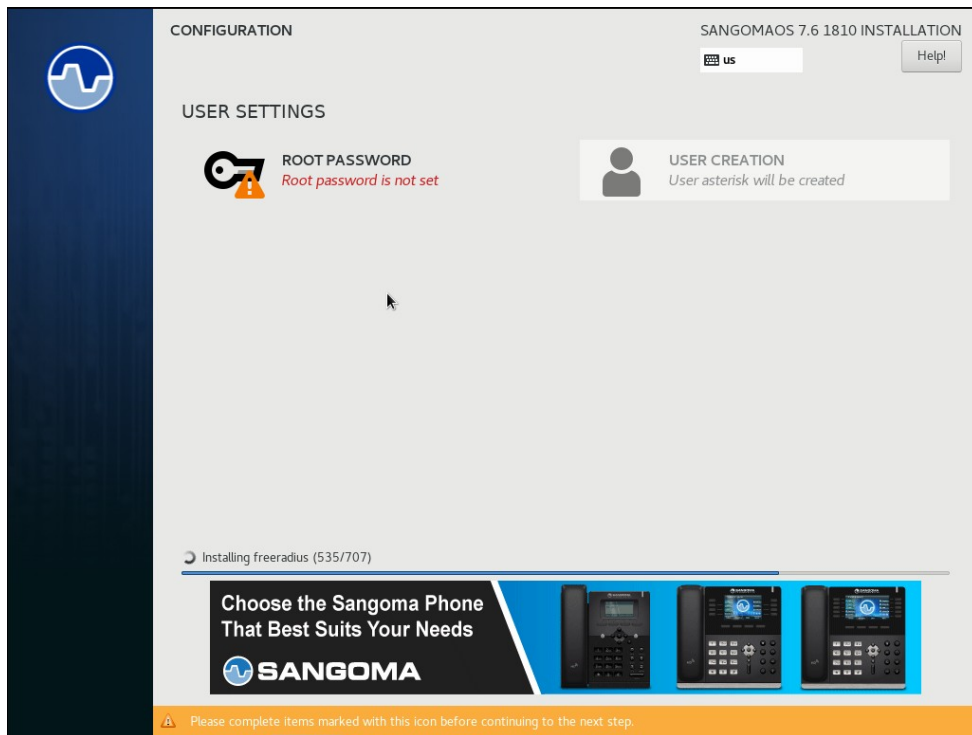 CONFIGURATION
SANGOMAOS 7.6 1810 INSTALLATION
us
Help!
USER SETTINGS
ROOT PASSWORD
Root password is not set
USER CREATION
User asterisk will be created
Installing freeradius (535/707)
Choose the Sangoma Phone
That Best Suits Your Needs
SANGOMA
Please complete items marked with this icon before continuing to the next step.